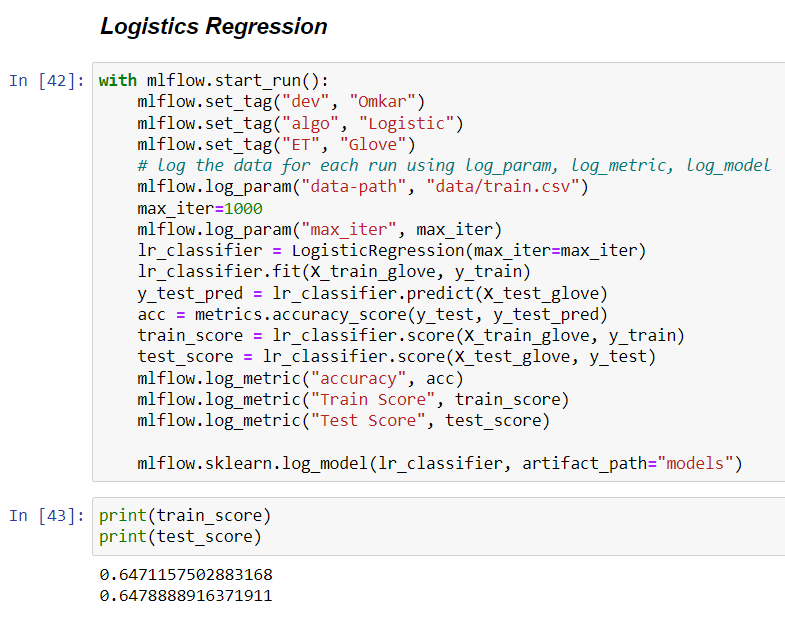 Logistics Regression
In [42]: with mlflow.start_run():
    mlflow.set_tag("dev", "Omkar")
    mlflow.set_tag("algo", "Logistic")
    mlflow.set_tag("ET", "Glove")
    # log the data for each run using log_param, log_metric, log_model
    mlflow.log_param("data-path", "data/train.csv")
    max_iter=1000
    mlflow.log_param("max_iter", max_iter)
    lr_classifier = LogisticRegression(max_iter=max_iter)
    lr_classifier.fit(X_train_glove, y_train)
    y_test_pred = lr_classifier.predict(X_test_glove)
    acc = metrics.accuracy_score(y_test, y_test_pred)
    train_score = lr_classifier.score(X_train_glove, y_train)
    test_score = lr_classifier.score(X_test_glove, y_test)
    mlflow.log_metric("accuracy", acc)
    mlflow.log_metric("Train Score", train_score)
    mlflow.log_metric("Test Score", test_score)
    mlflow.sklearn.log_model(lr_classifier, artifact_path="models")
In [43]: print(train_score)
print(test_score)
0.6471157502883168
0.6478888916371911